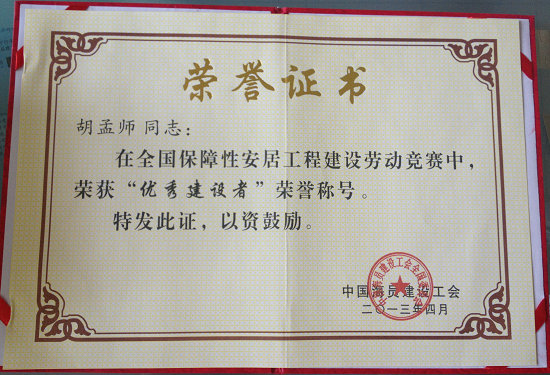 荣誉证书
胡孟师 同志：
在全国保障性安居工程建设劳动竞赛中，
荣获“优秀建设者”荣誉称号。
特发此证，以资鼓励。
中国海员建设工会
二〇一三年四月